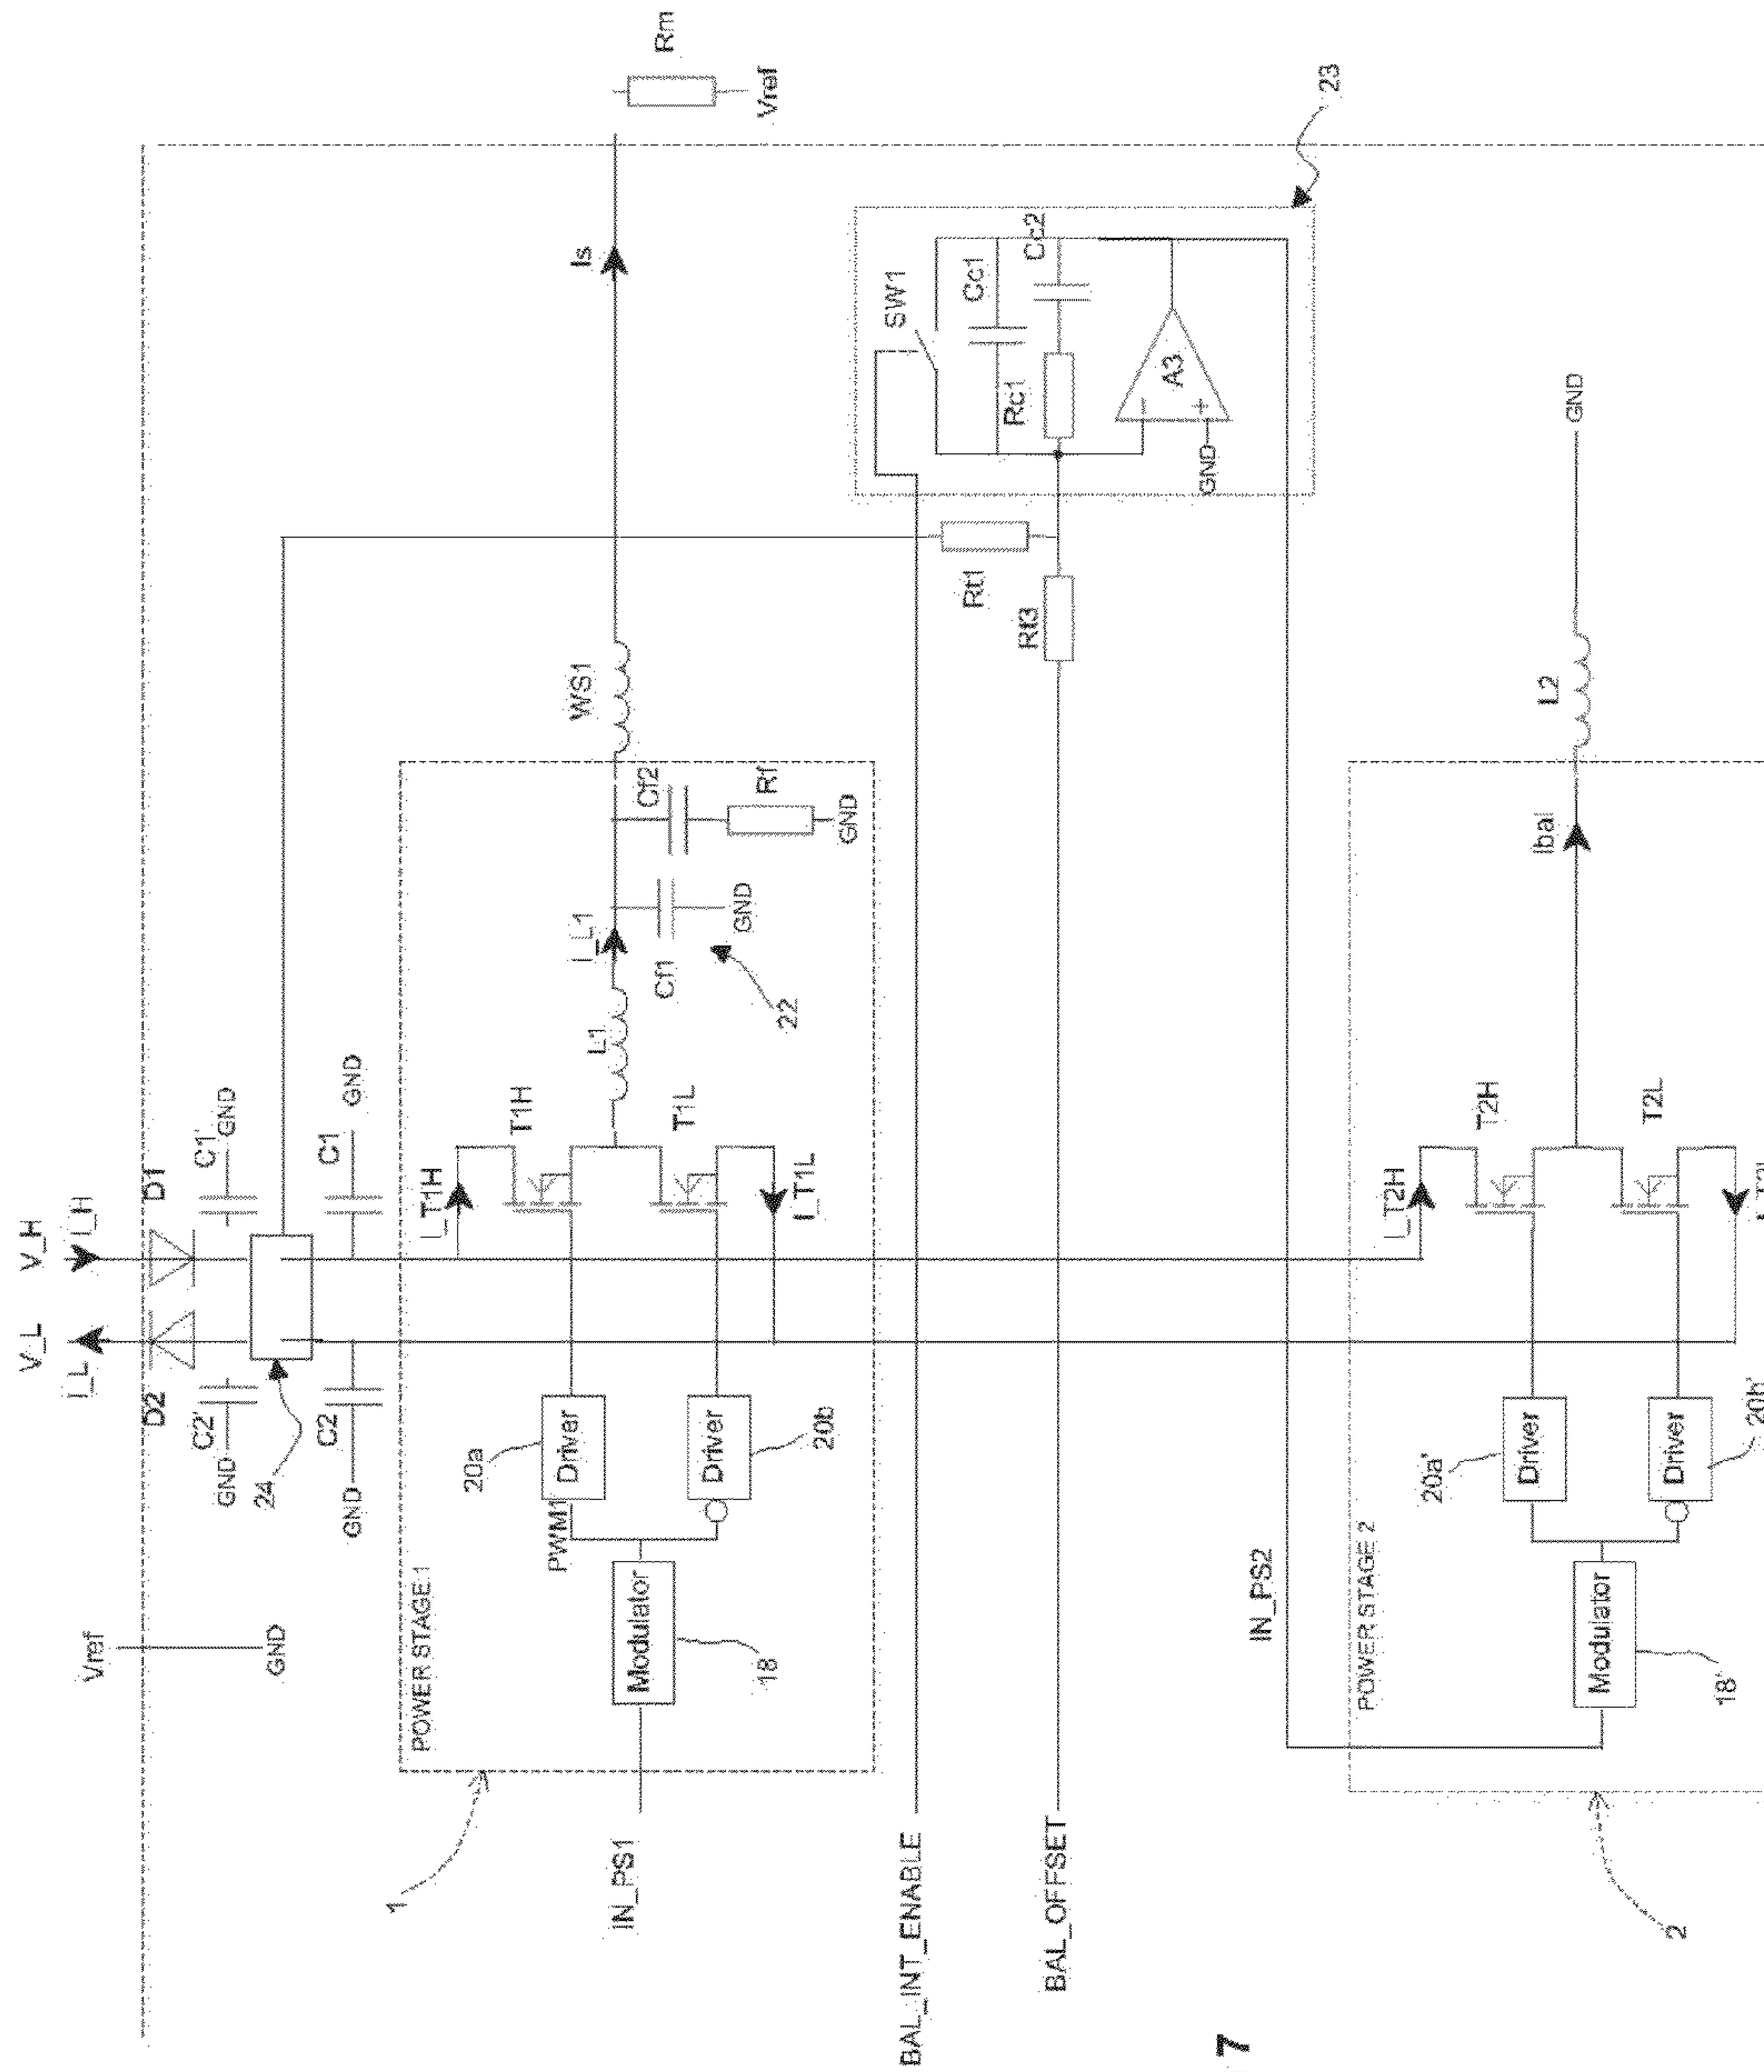 V_H
V_L
I_H
I_L
D1
D2
C1'
GND
C2'
GND
C1
GND
C2
GND
24
Vref
GND
Rm
Vref
Is
WS1
POWER STAGE 1
I_T1H
T1H
T1L
I_T1L
L1
I_L1
Cf1
GND
Cf2
Rf
GND
22
20a
Driver
Driver
20b
PWM1
Modulator
18
1
IN_PS1
BAL_INT_ENABLE
BAL_OFFSET
Rt1
Rt3
SW1
Cc1
Cc2
Rc1
A3
-
+
GND
23
IN_PS2
POWER STAGE 2
I_T2H
T2H
T2L
Ibal
L2
GND
20a'
Driver
Driver
20b'
Modulator
18'
2
7